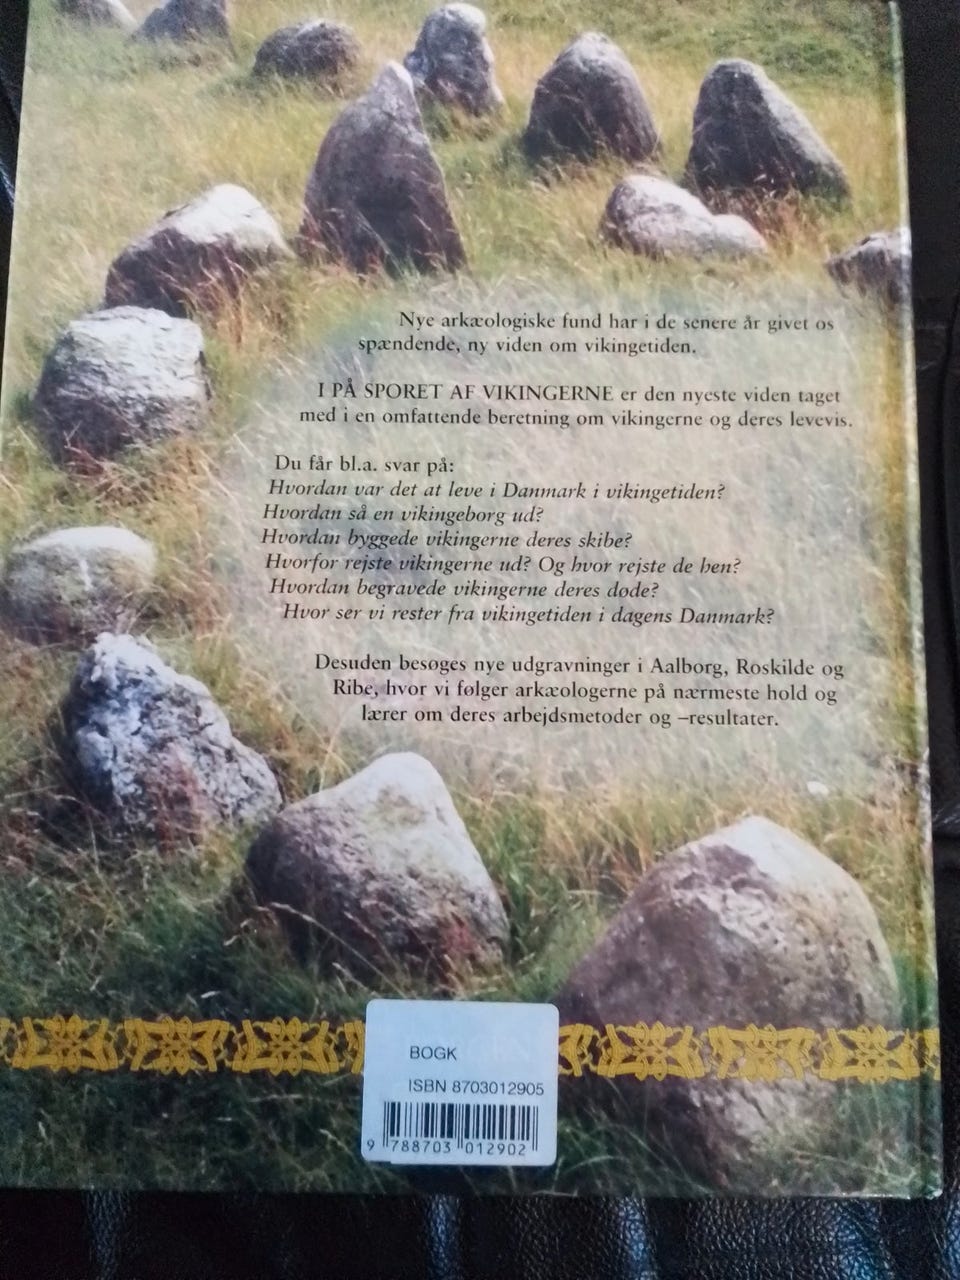 Nye arkæologiske fund har i de senere år givet os
spændende, ny viden om vikingetiden.
I PÅ SPORET AF VIKINGERNE er den nyeste viden taget
med i en omfattende beretning om vikingerne og deres levevis.
Du får bl.a. svar på:
Hvordan var det at leve i Danmark i vikingetiden?
Hvordan så en vikingeborg ud?
Hvordan byggede vikingerne deres skibe?
Hvorfor rejste vikingerne ud? Og hvor rejste de hen?
Hvordan begravede vikingerne deres døde?
Hvor ser vi rester fra vikingetiden i dagens Danmark?
Desuden besøges nye udgravninger i Aalborg, Roskilde og
Ribe, hvor vi følger arkæologerne på nærmeste hold og
lærer om deres arbejdsmetoder og –resultater.
BOGK
ISBN 8703012905
9 788703 012902